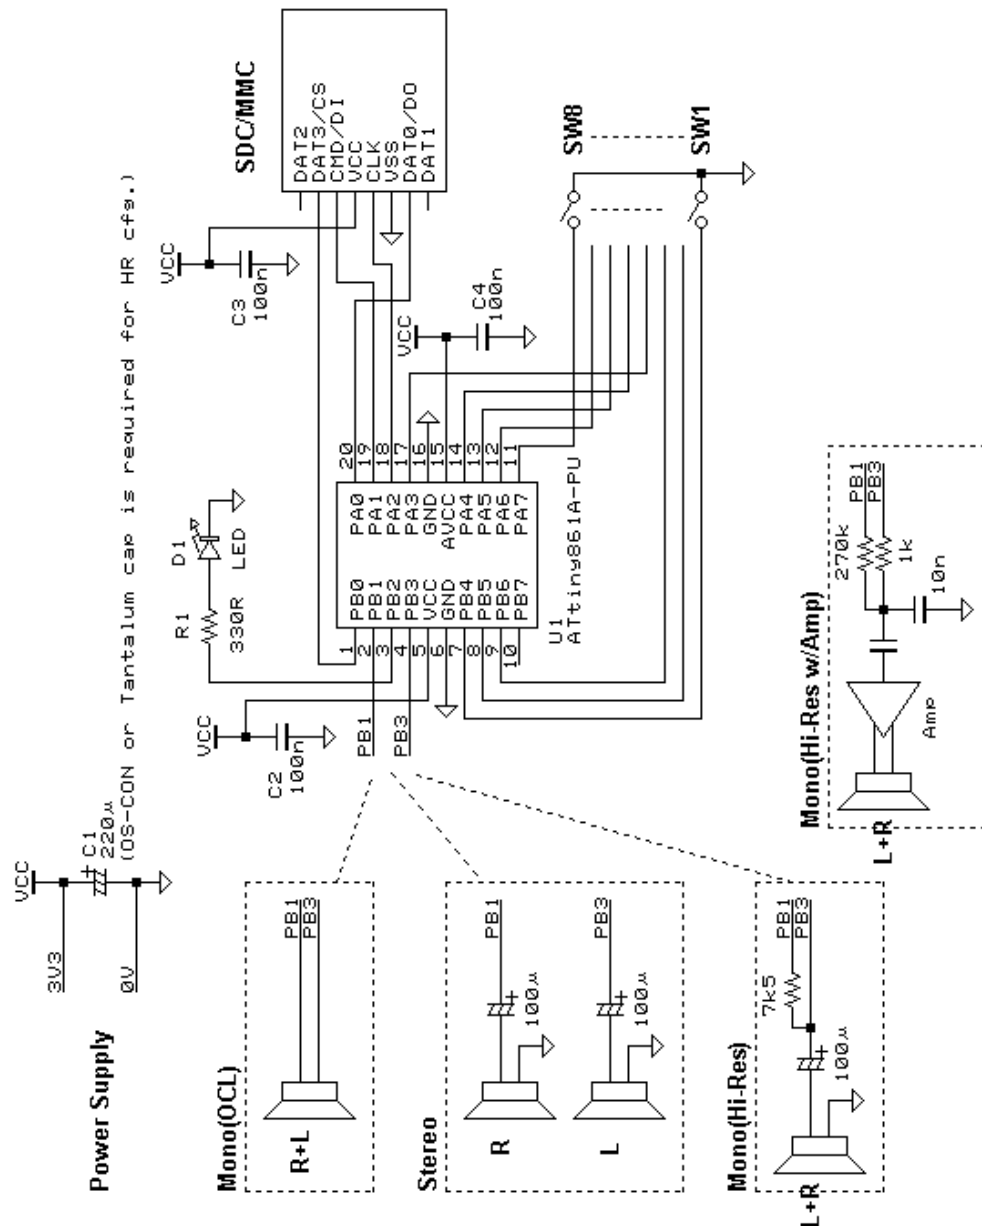 Power Supply
3V3
0V
VCC
C1
220µ
(OS-CON or Tantalum cap is required for HR cfg.)
VCC
C3
100n
SDC/MMC
DAT2
DAT3/CS
CMD/DI
VCC
CLK
VSS
DAT0/DO
DAT1
R1
330R
D1
LED
VCC
C2
100n
VCC
C4
100n
PB1
PB3
1
2
3
4
5
6
7
8
9
10
PB0
PB1
PB2
PB3
VCC
GND
PB4
PB5
PB6
PB7
PA0
PA1
PA2
PA3
GND
AVCC
PA4
PA5
PA6
PA7
20
19
18
17
16
15
14
13
12
11
U1
ATtiny861A-PU
SW8
SW1
Mono(OCL)
R+L
PB1
PB3
Stereo
R
100µ
PB1
L
100µ
PB3
Mono(Hi-Res)
L+R
7k5
100µ
PB1
PB3
Mono(Hi-Res w/Amp)
L+R
Amp
270k
1k
10n
PB1
PB3